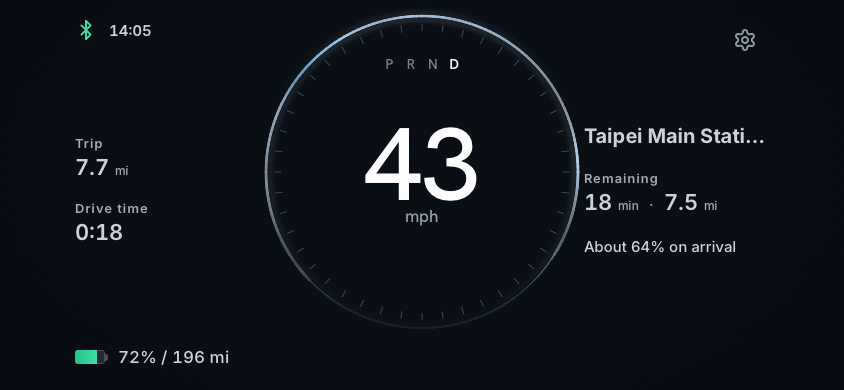 14:05
P R N D
Trip
7.7 mi
Drive time
0:18
43
mph
Taipei Main Stati...
Remaining
18 min · 7.5 mi
About 64% on arrival
72% / 196 mi